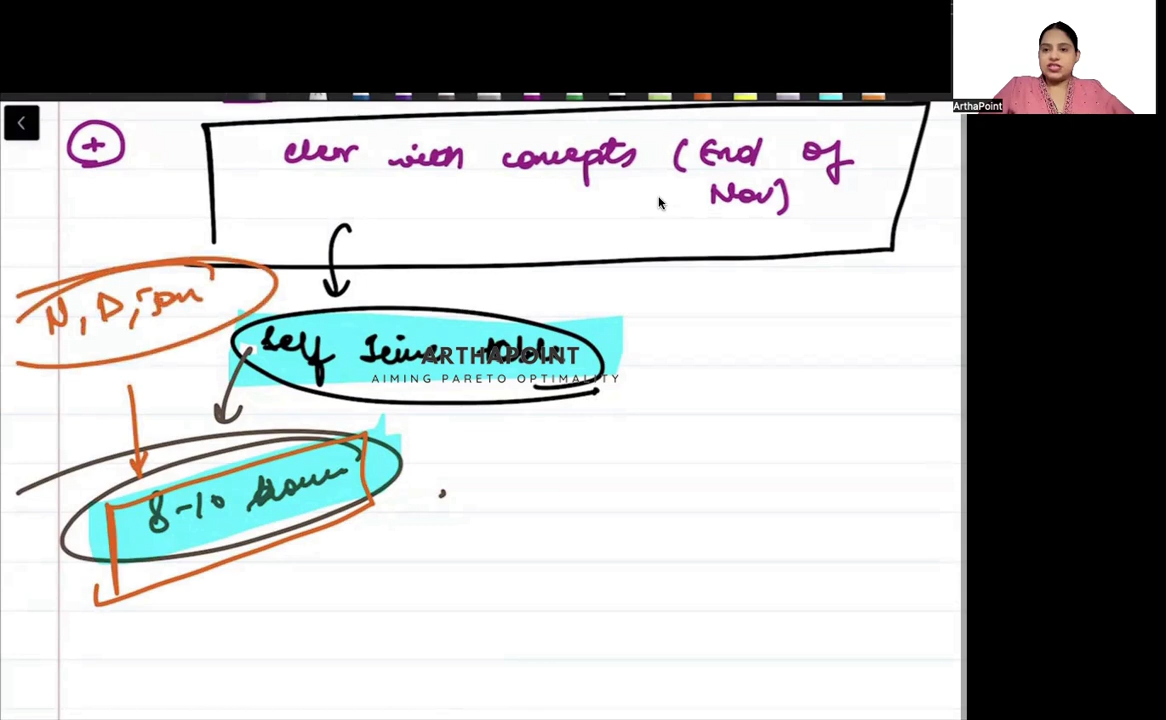 ArthaPoint
+
clear with concepts (End of
Nov)
N, D, Jan
Self
ARTHAPOINT
AIMING PARETO OPTIMALITY
8-10 hours